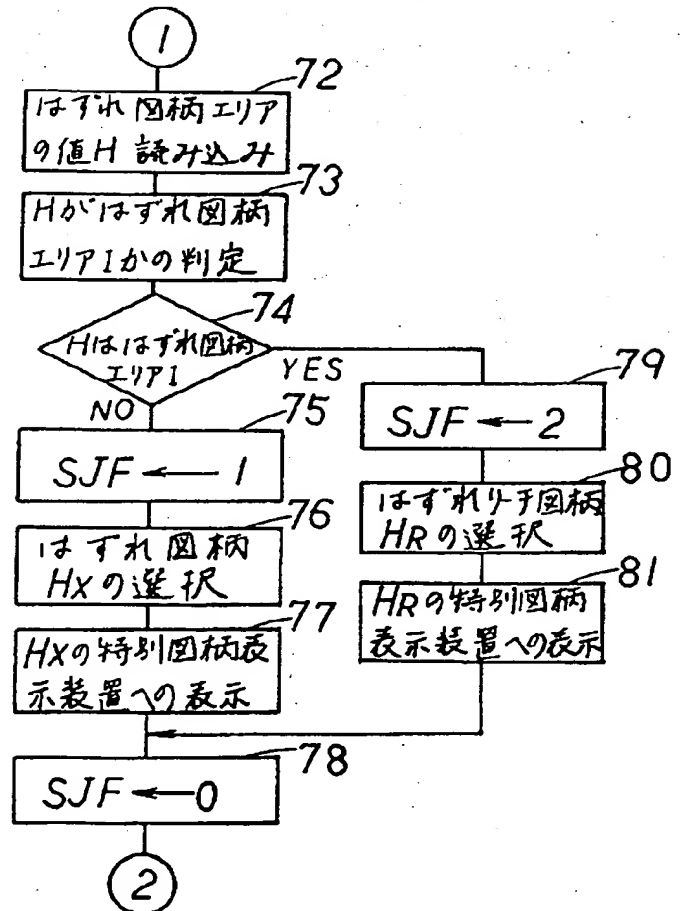 1
72
はずれ図柄エリア
の値H 読み込み
73
Hがはずれ図柄
エリアIかの判定
74
Hははずれ図柄
エリアI
YES
NO
75
SJF ← 1
76
はずれ図柄
HXの選択
77
HXの特別図柄表
示装置への表示
79
SJF ← 2
80
はずれリーチ図柄
HRの選択
81
HRの特別図柄
表示装置への表示
78
SJF ← 0
2